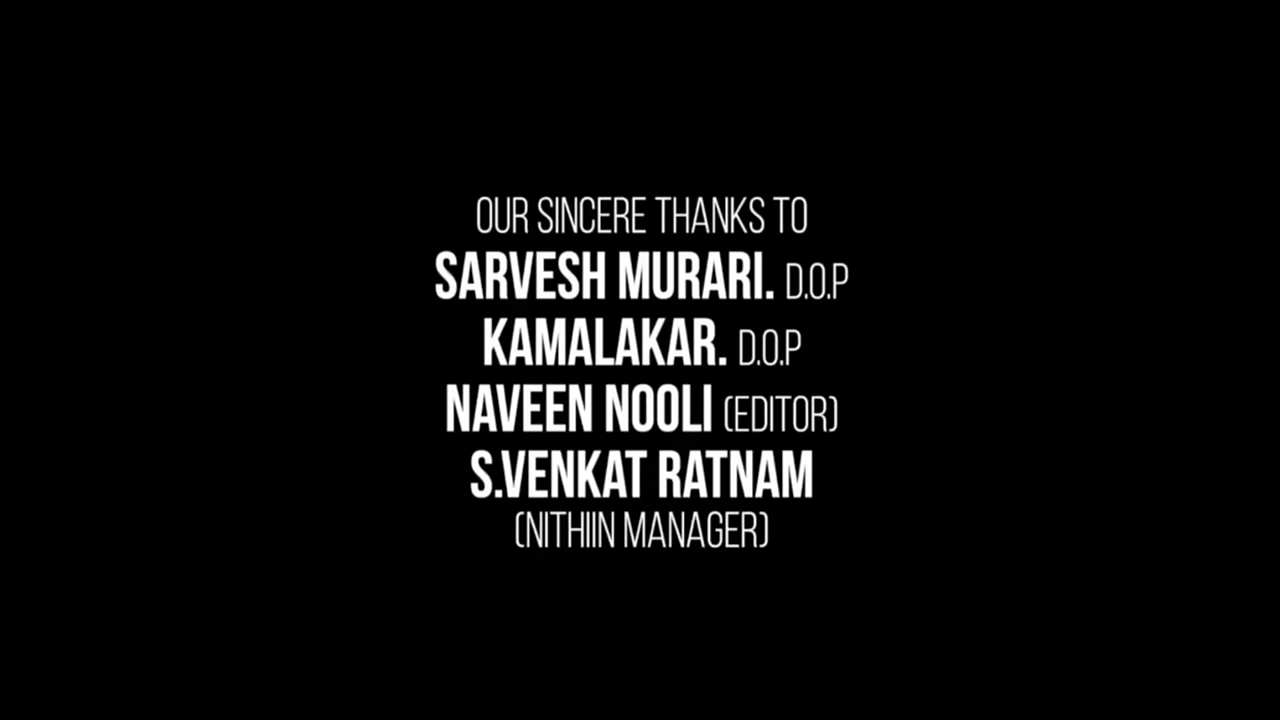 OUR SINCERE THANKS TO
SARVESH MURARI. D.O.P
KAMALAKAR. D.O.P
NAVEEN NOOLI (EDITOR)
S.VENKAT RATNAM
(NITHIIN MANAGER)